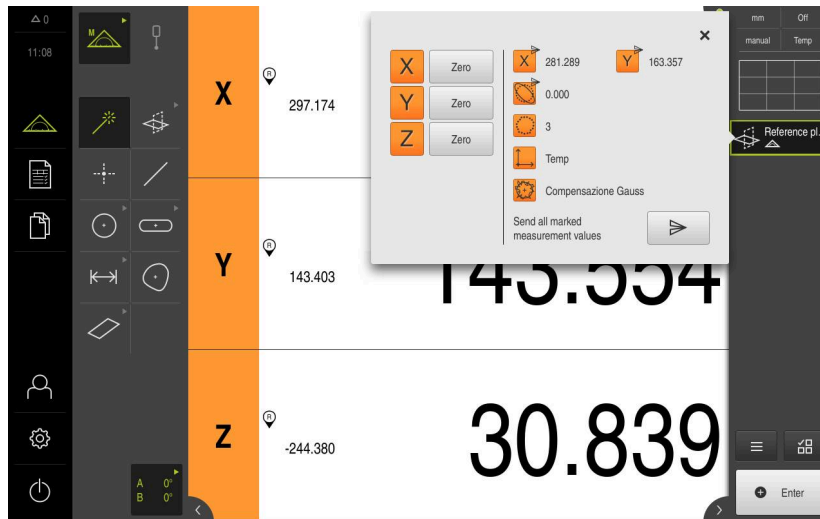 0
11:08
M
A 0°
B 0°
X
R
297.174
Y
R
143.403
143.554
Z
R
-244.380
30.839
X Zero
Y Zero
Z Zero
X 281.289 Y 163.357
0.000
3
Temp
Compensazione Gauss
Send all marked
measurement values
mm Off
manual Temp
Reference pl.
Enter